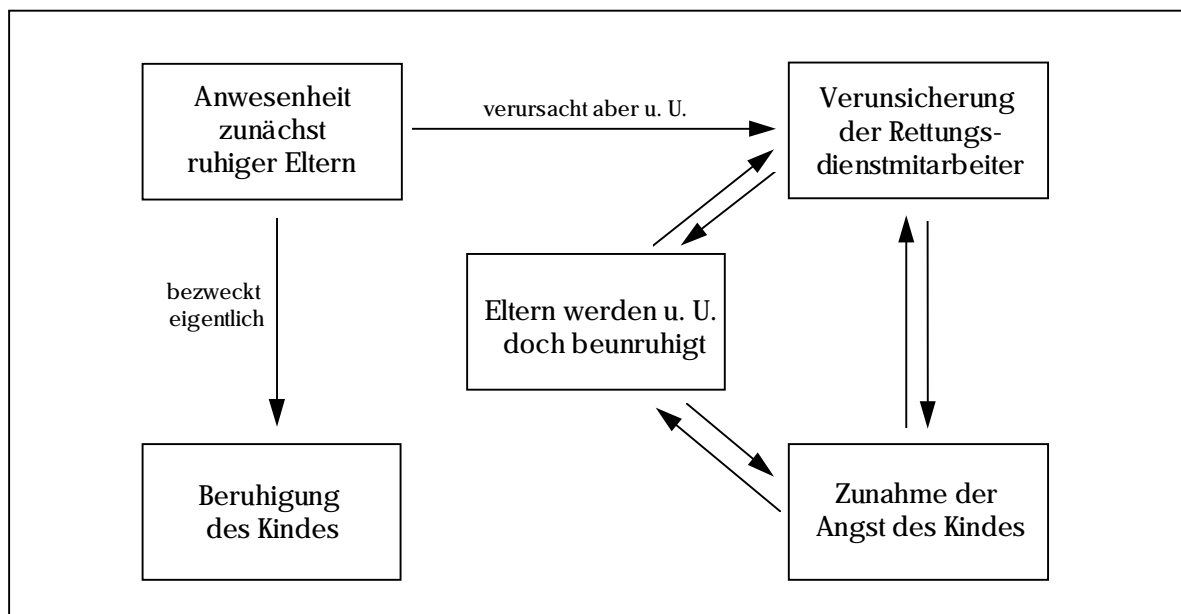 Anwesenheit
zunächst
ruhiger Eltern
verursacht aber u. U.
Verunsicherung
der Rettungs-
dienstmitarbeiter
bezweckt
eigentlich
Eltern werden u. U.
doch beunruhigt
Beruhigung
des Kindes
Zunahme der
Angst des Kindes